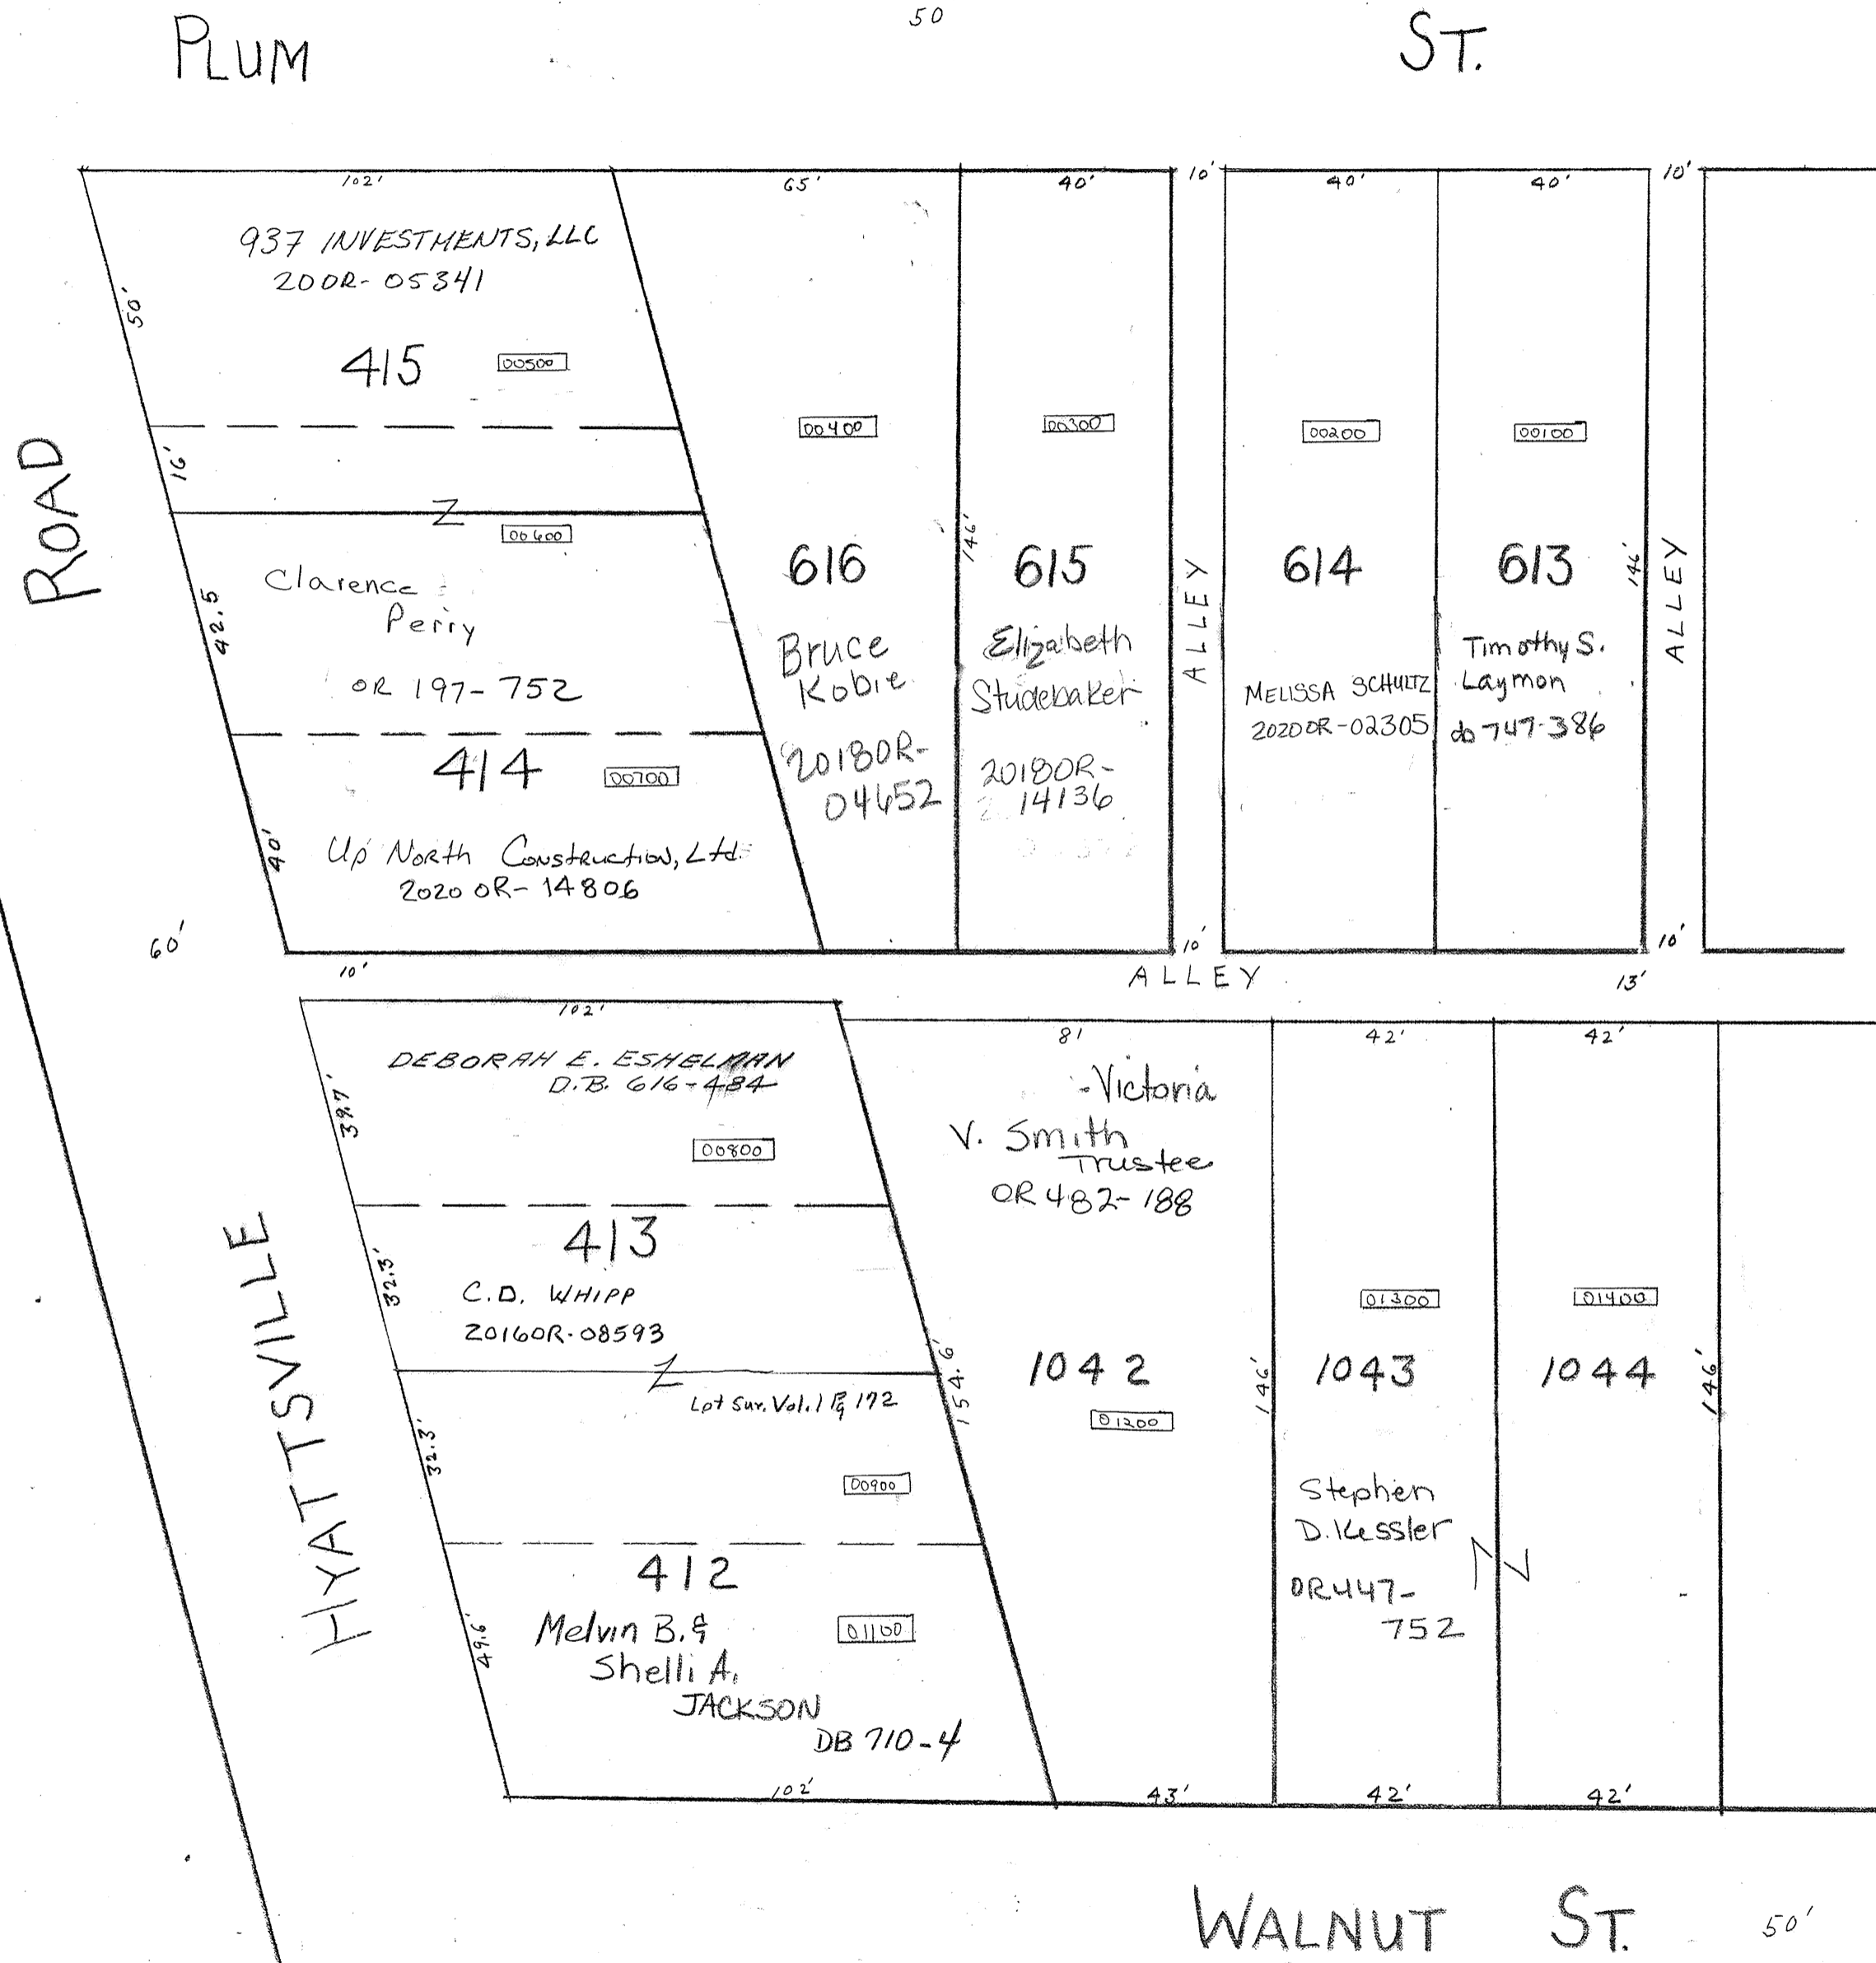 50
PLUM ST.
102'
65'
40'
10'
40'
40'
10'
937 INVESTMENTS, LLC
200R-05341
50'
415
00500
16'
ROAD
00400
00300
00200
00100
Z
00600
Clarence
Perry
OR 197-752
42.5
616
146'
615
614
613
146'
ALLEY
ALLEY
Bruce
Kobie
20180R-
04652
Elizabeth
Studebaker
20180R-
14136
MELISSA SCHULTZ
2020OR-02305
Timothy S.
Laymon
db 747-386
414
00700
40'
Up North Construction, Ltd.
2020 OR-14806
60'
10'
10'
10'
ALLEY
13'
102'
81
42'
42'
DEBORAH E. ESHELMAN
D.B. 616-484
39.7'
00800
Victoria
V. Smith
Trustee
OR 482-188
HYATTSVILLE
413
32.3'
C.D. WHIPP
2016OR-08593
Z
Lot Sur. Vol. 1 Pg 172
154.6'
01300
01400
1042
146'
1043
1044
146'
01200
32.3'
00900
Stephen
D. Kessler
OR 447-
752
Z
412
49.6'
01100
Melvin B. &
Shelli A.
JACKSON
DB 710-4
102'
43'
42'
42'
WALNUT ST. 50'